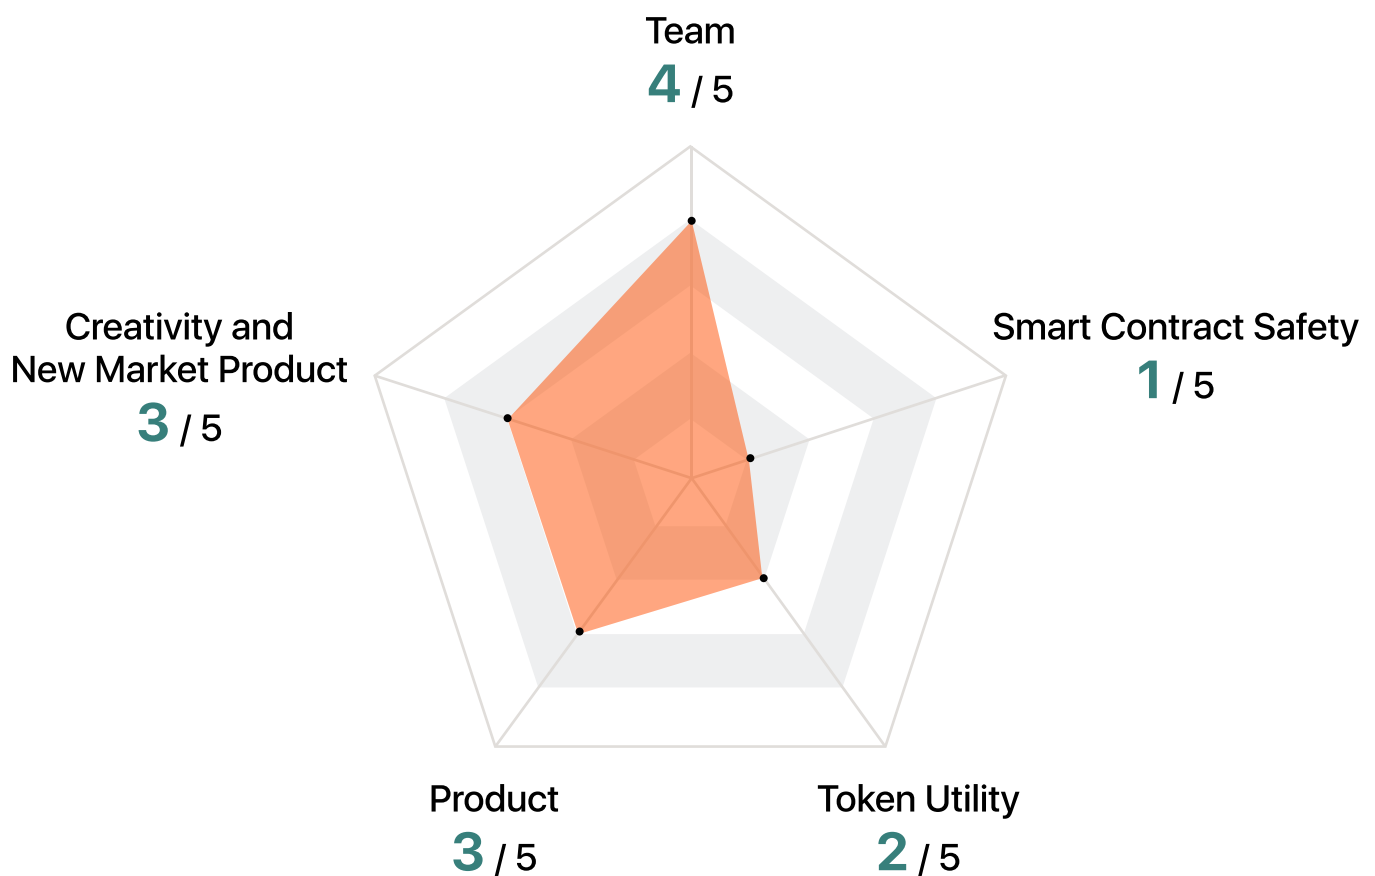 Team
4 / 5
Smart Contract Safety
1 / 5
Creativity and
New Market Product
3 / 5
Product
3 / 5
Token Utility
2 / 5